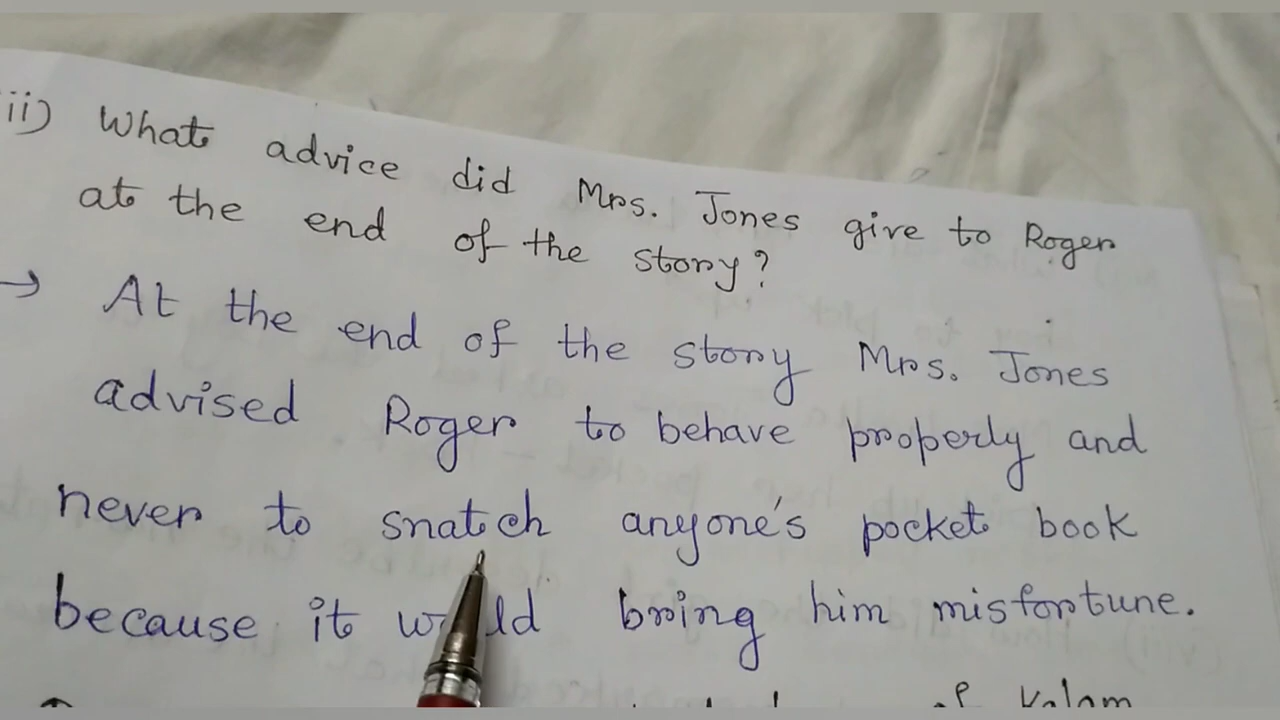 ii) What advice did Mrs. Jones give to Roger
at the end of the story?
→ At the end of the story Mrs. Jones
advised Roger to behave properly and
never to snatch anyone's pocket book
because it would bring him misfortune.
of Kalam